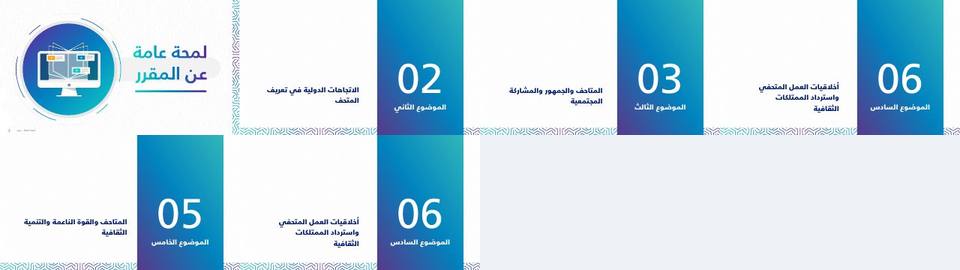 لمحة عامة
عن المقرر
02
الموضوع الثاني
الاتجاهات الدولية في تعريف
المتحف
03
الموضوع الثالث
المتاحف والجمهور والمشاركة
المجتمعية
06
الموضوع السادس
أخلاقيات العمل المتحفي
واسترداد الممتلكات
الثقافية
05
الموضوع الخامس
المتاحف والقوة الناعمة والتنمية
الثقافية
06
الموضوع السادس
أخلاقيات العمل المتحفي
واسترداد الممتلكات
الثقافية